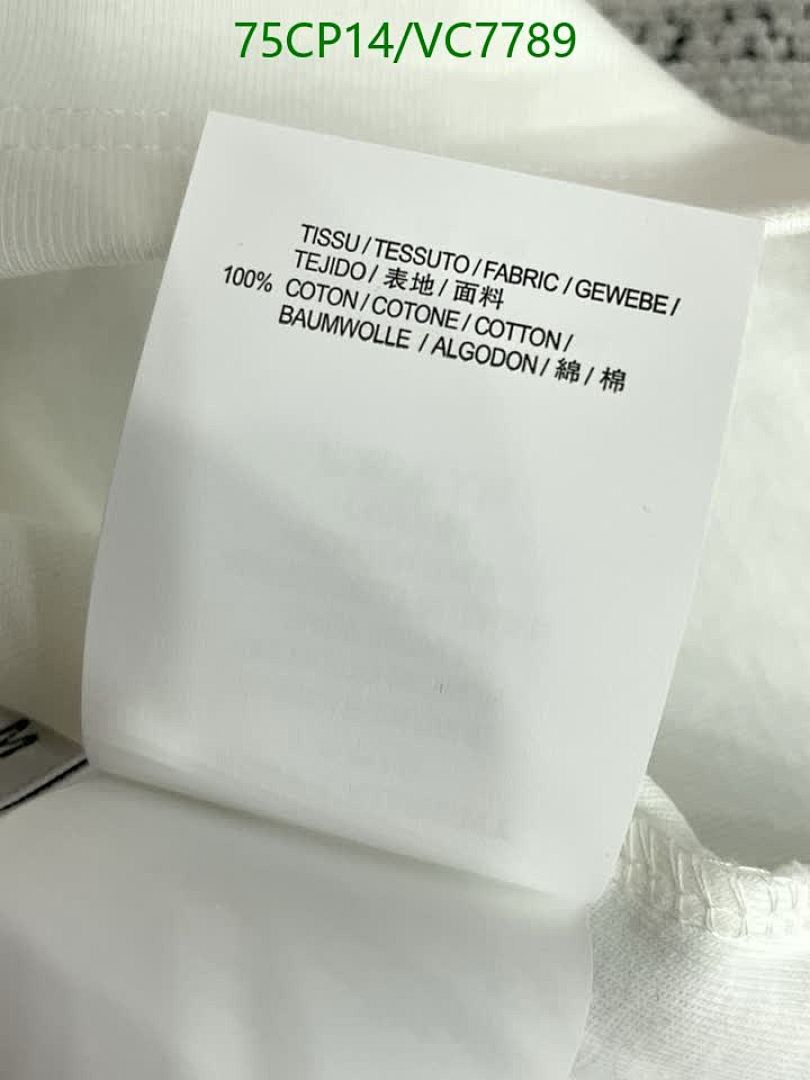 75CP14/VC7789
TISSU / TESSUTO / FABRIC / GEWEBE /
TEJIDO / 表地 / 面料
100% COTON / COTONE / COTTON /
BAUMWOLLE / ALGODON / 綿 / 棉